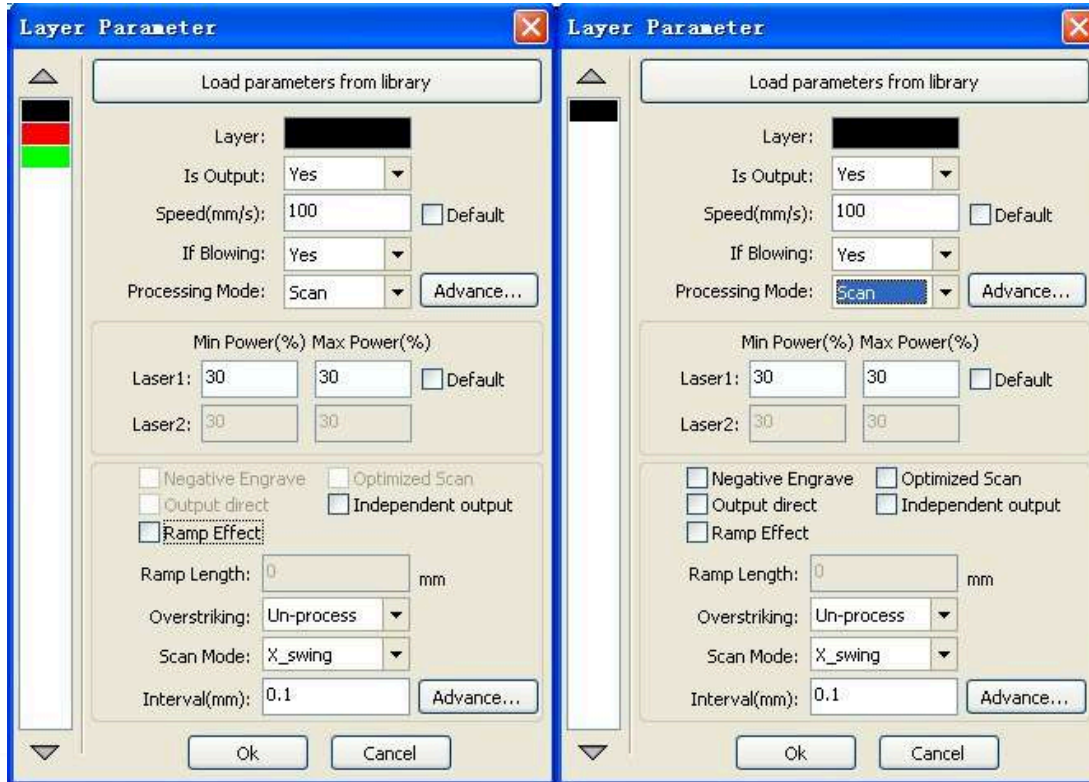 Layer Parameter
Load parameters from library
Layer:
Is Output: Yes
Speed(mm/s): 100 Default
If Blowing: Yes
Processing Mode: Scan Advance...
Min Power(%) Max Power(%)
Laser1: 30 30 Default
Laser2: 30 30
Negative Engrave Optimized Scan
Output direct Independent output
Ramp Effect
Ramp Length: 0 mm
Overstriking: Un-process
Scan Mode: X_swing
Interval(mm): 0.1 Advance...
Ok Cancel
Layer Parameter
Load parameters from library
Layer:
Is Output: Yes
Speed(mm/s): 100 Default
If Blowing: Yes
Processing Mode: Scan Advance...
Min Power(%) Max Power(%)
Laser1: 30 30 Default
Laser2: 30 30
Negative Engrave Optimized Scan
Output direct Independent output
Ramp Effect
Ramp Length: 0 mm
Overstriking: Un-process
Scan Mode: X_swing
Interval(mm): 0.1 Advance...
Ok Cancel